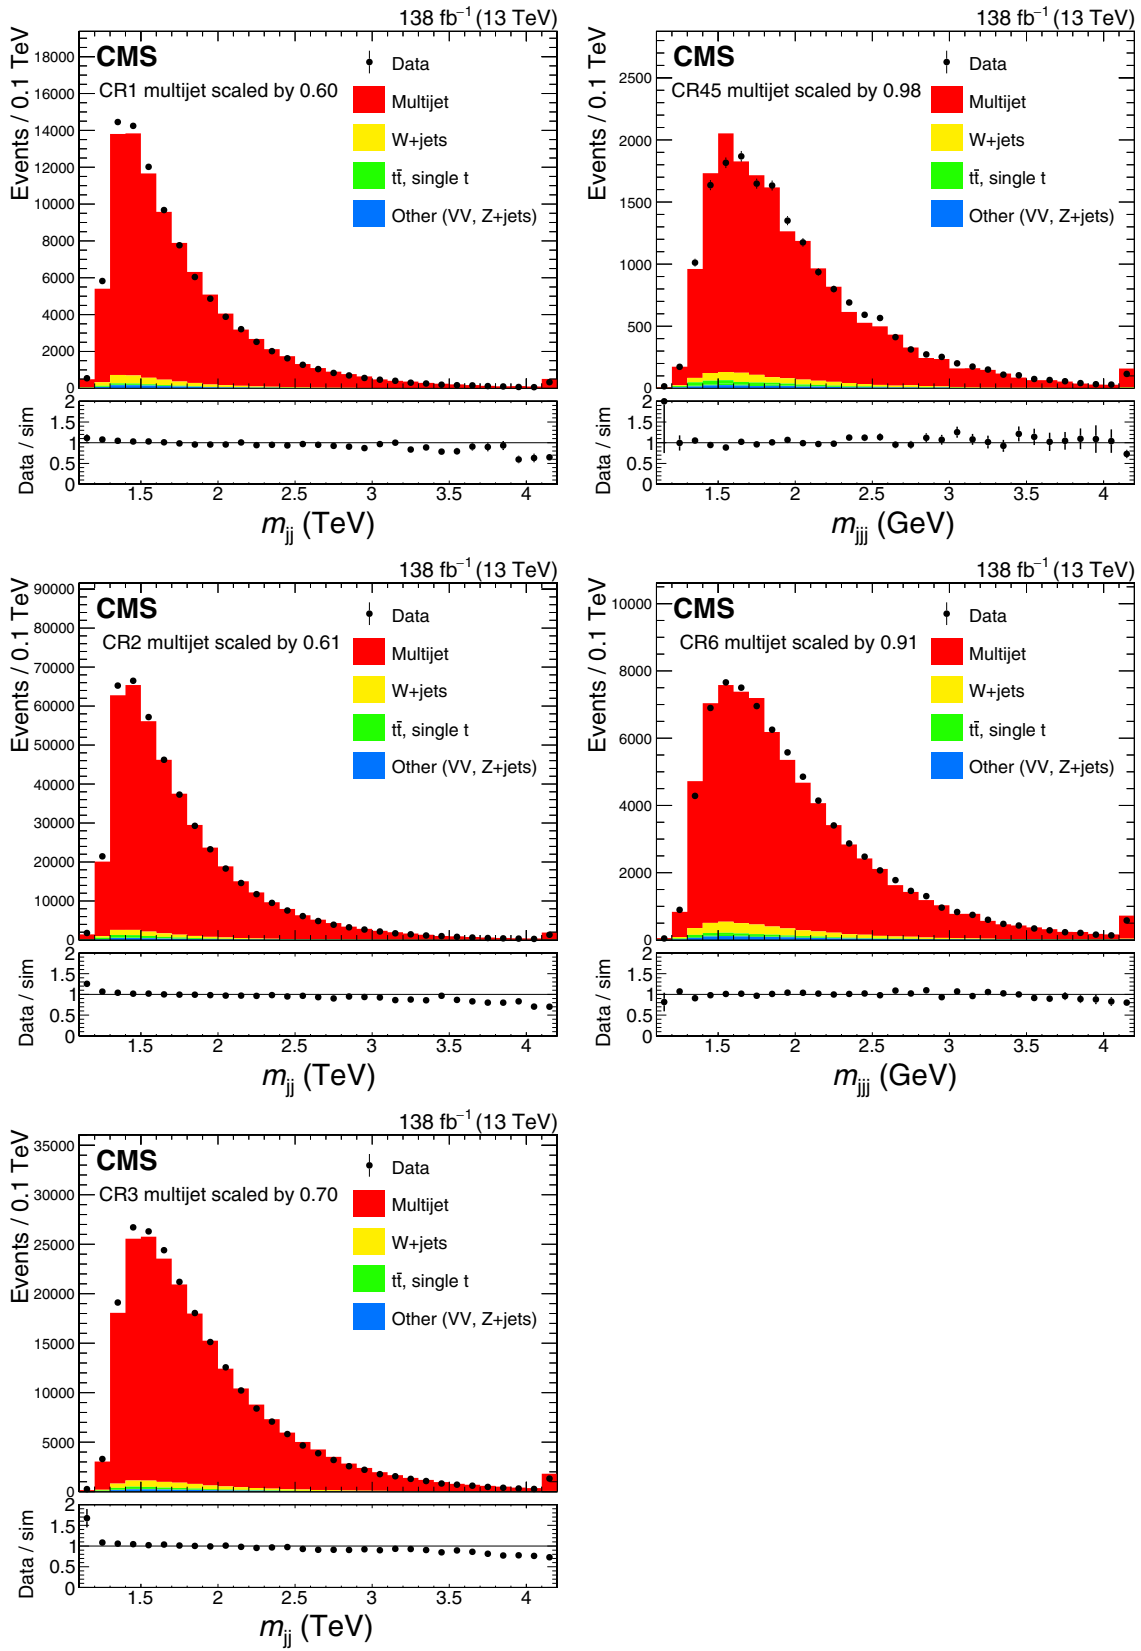 138 fb⁻¹ (13 TeV)
CMS
CR1 multijet scaled by 0.60
Data
Multijet
W+jets
tt̄, single t
Other (VV, Z+jets)
Events / 0.1 TeV
18000
16000
14000
12000
10000
8000
6000
4000
2000
0
Data / sim
2
1.5
1
0.5
0
1.5 2 2.5 3 3.5 4
m_jj (TeV)
138 fb⁻¹ (13 TeV)
CMS
CR45 multijet scaled by 0.98
Data
Multijet
W+jets
tt̄, single t
Other (VV, Z+jets)
Events / 0.1 TeV
2500
2000
1500
1000
500
0
Data / sim
2
1.5
1
0.5
0
1.5 2 2.5 3 3.5 4
m_jjj (GeV)
138 fb⁻¹ (13 TeV)
CMS
CR2 multijet scaled by 0.61
Data
Multijet
W+jets
tt̄, single t
Other (VV, Z+jets)
Events / 0.1 TeV
90000
80000
70000
60000
50000
40000
30000
20000
10000
0
Data / sim
2
1.5
1
0.5
0
1.5 2 2.5 3 3.5 4
m_jj (TeV)
138 fb⁻¹ (13 TeV)
CMS
CR6 multijet scaled by 0.91
Data
Multijet
W+jets
tt̄, single t
Other (VV, Z+jets)
Events / 0.1 TeV
10000
8000
6000
4000
2000
0
Data / sim
2
1.5
1
0.5
0
1.5 2 2.5 3 3.5 4
m_jjj (GeV)
138 fb⁻¹ (13 TeV)
CMS
CR3 multijet scaled by 0.70
Data
Multijet
W+jets
tt̄, single t
Other (VV, Z+jets)
Events / 0.1 TeV
35000
30000
25000
20000
15000
10000
5000
0
Data / sim
2
1.5
1
0.5
0
1.5 2 2.5 3 3.5 4
m_jj (TeV)